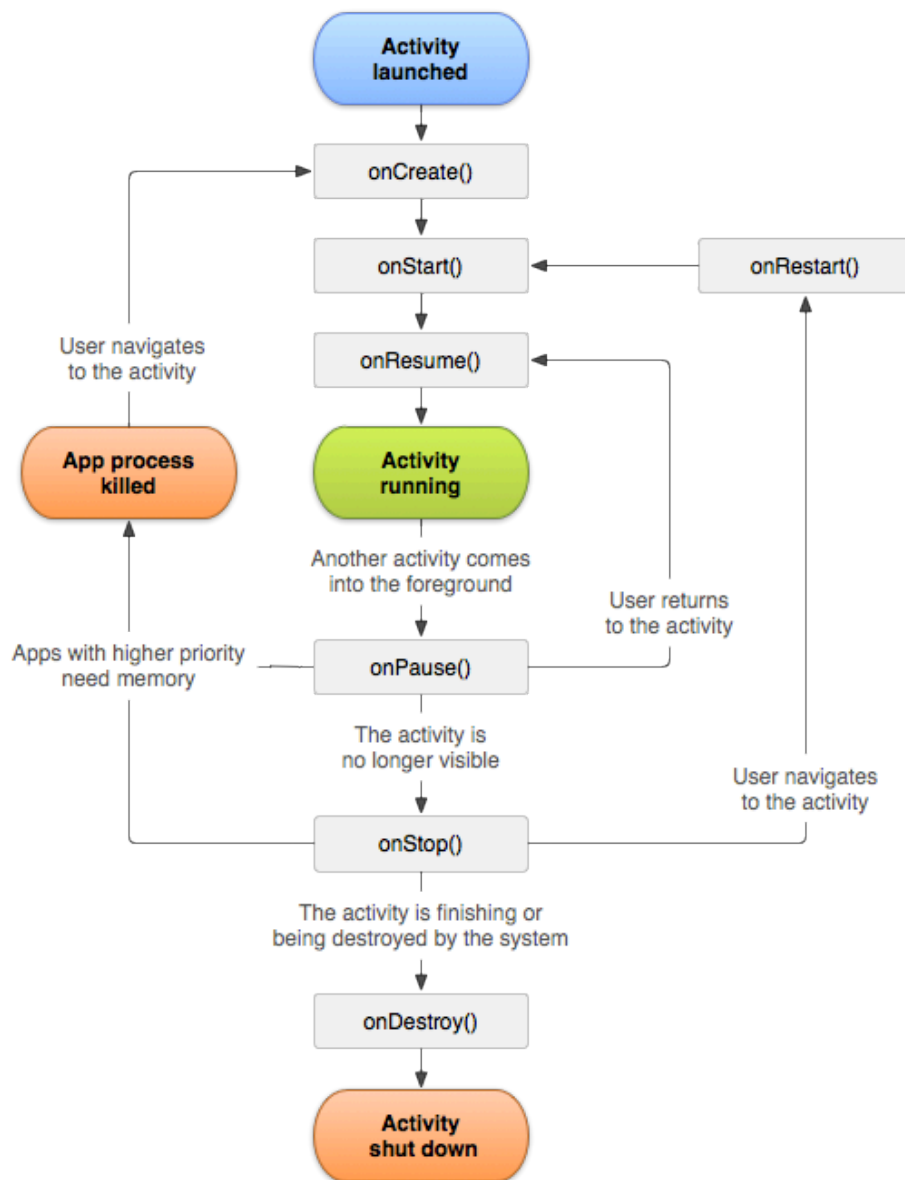 Activity
launched
onCreate()
onStart()
onRestart()
User navigates
to the activity
onResume()
App process
killed
Activity
running
Another activity comes
into the foreground
User returns
to the activity
Apps with higher priority
need memory
onPause()
The activity is
no longer visible
User navigates
to the activity
onStop()
The activity is finishing or
being destroyed by the system
onDestroy()
Activity
shut down